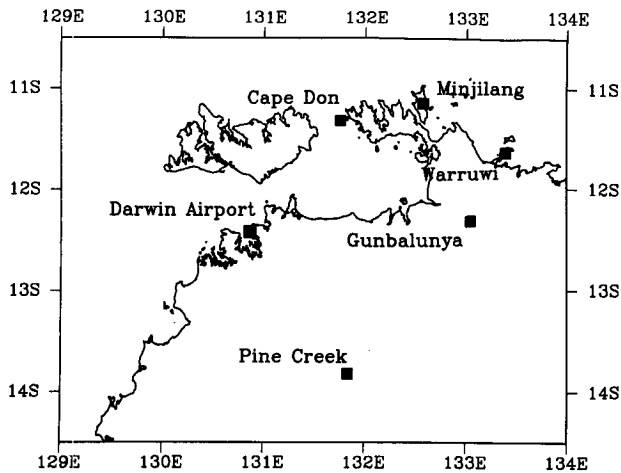 129E 130E 131E 132E 133E 134E
11S Cape Don Minjilang 11S
Warruwi
12S 12S
Darwin Airport
Gunbalunya
13S 13S
Pine Creek
14S 14S
129E 130E 131E 132E 133E 134E